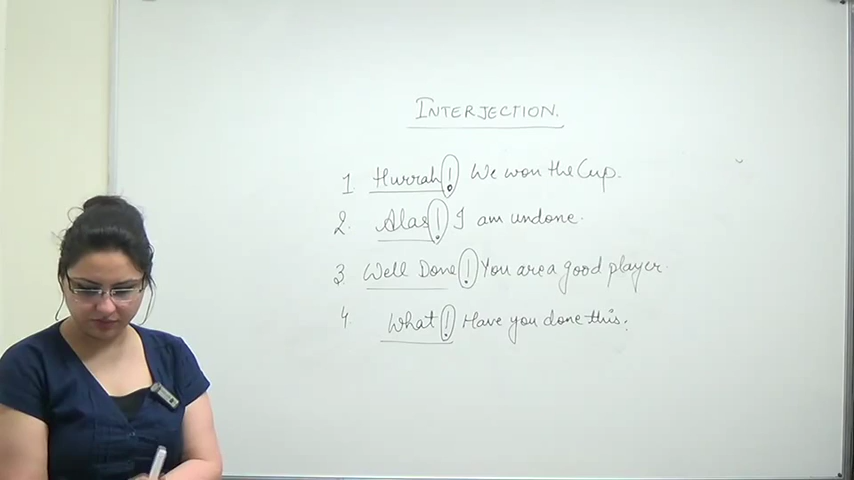 INTERJECTION.
1. Hurrah! We won the Cup.
2. Alas! I am undone.
3 Well Done! You are a good player.
4. What! Have you done this.